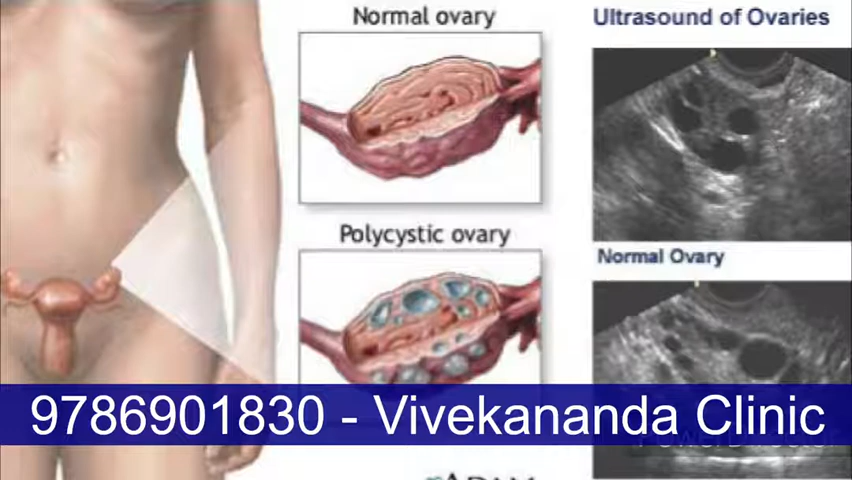 Normal ovary
Ultrasound of Ovaries
Polycystic ovary
Normal Ovary
9786901830 - Vivekananda Clinic